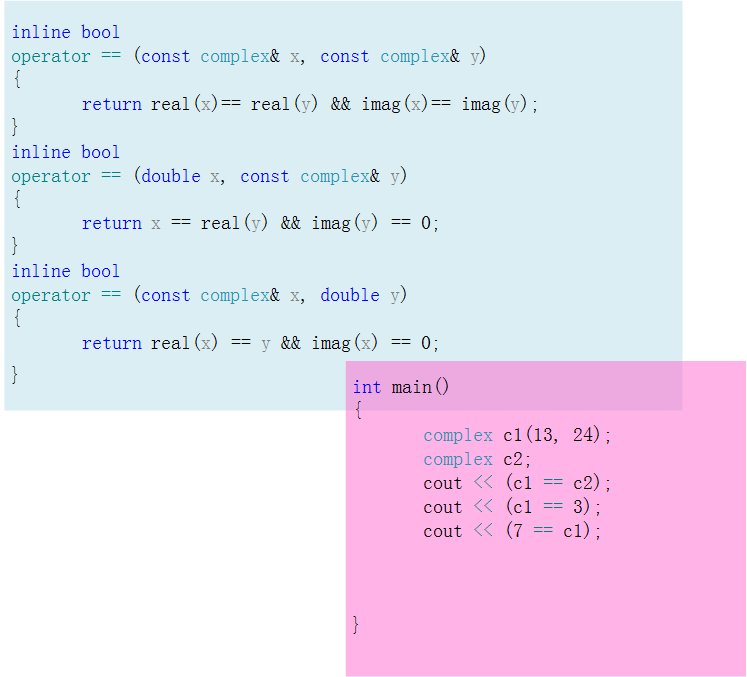 inline bool
operator == (const complex& x, const complex& y)
{
return real(x)== real(y) && imag(x)== imag(y);
}
inline bool
operator == (double x, const complex& y)
{
return x == real(y) && imag(y) == 0;
}
inline bool
operator == (const complex& x, double y)
{
return real(x) == y && imag(x) == 0;
}
int main()
{
complex c1(13, 24);
complex c2;
cout << (c1 == c2);
cout << (c1 == 3);
cout << (7 == c1);
}